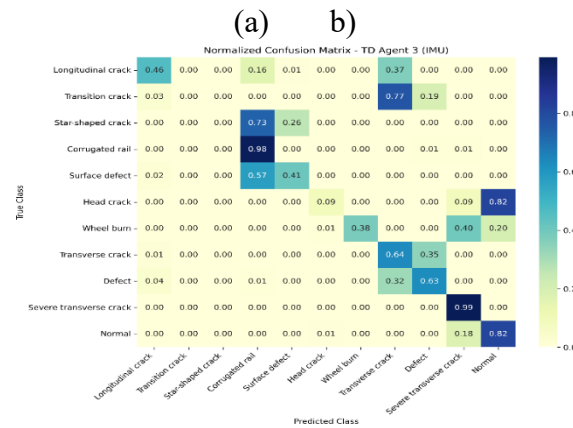 (a) b)
Normalized Confusion Matrix - TD Agent 3 (IMU)
True Class
Longitudinal crack 0.46 0.00 0.00 0.16 0.01 0.00 0.00 0.37 0.00 0.00 0.00
Transition crack 0.03 0.00 0.00 0.00 0.00 0.00 0.00 0.77 0.19 0.00 0.00
Star-shaped crack 0.00 0.00 0.00 0.73 0.26 0.00 0.00 0.00 0.00 0.00 0.00
Corrugated rail 0.00 0.00 0.00 0.98 0.00 0.00 0.00 0.00 0.01 0.01 0.00
Surface defect 0.02 0.00 0.00 0.57 0.41 0.00 0.00 0.00 0.00 0.00 0.00
Head crack 0.00 0.00 0.00 0.00 0.00 0.09 0.00 0.00 0.00 0.09 0.82
Wheel burn 0.00 0.00 0.00 0.00 0.00 0.01 0.38 0.00 0.00 0.40 0.20
Transverse crack 0.01 0.00 0.00 0.00 0.00 0.00 0.00 0.64 0.35 0.00 0.00
Defect 0.04 0.00 0.00 0.01 0.00 0.00 0.00 0.32 0.63 0.00 0.00
Severe transverse crack 0.00 0.00 0.00 0.00 0.00 0.00 0.00 0.00 0.00 0.99 0.00
Normal 0.00 0.00 0.00 0.00 0.00 0.01 0.00 0.00 0.00 0.18 0.82
Longitudinal crack Transition crack Star-shaped crack Corrugated rail Surface defect Head crack Wheel burn Transverse crack Defect Severe transverse crack Normal
Predicted Class